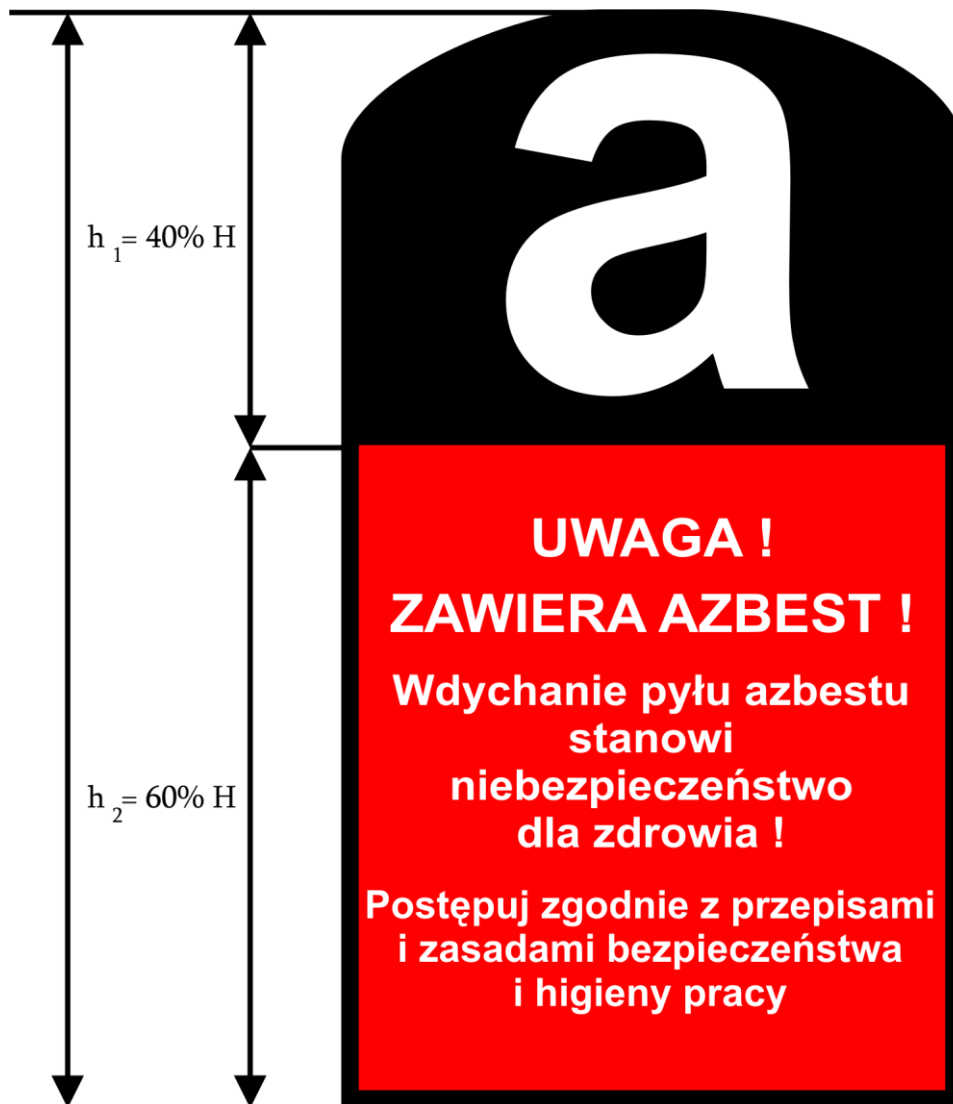 a
h₁= 40% H
UWAGA !
ZAWIERA AZBEST !
Wdychanie pyłu azbestu
stanowi
niebezpieczeństwo
dla zdrowia !
h₂= 60% H
Postępuj zgodnie z przepisami
i zasadami bezpieczeństwa
i higieny pracy